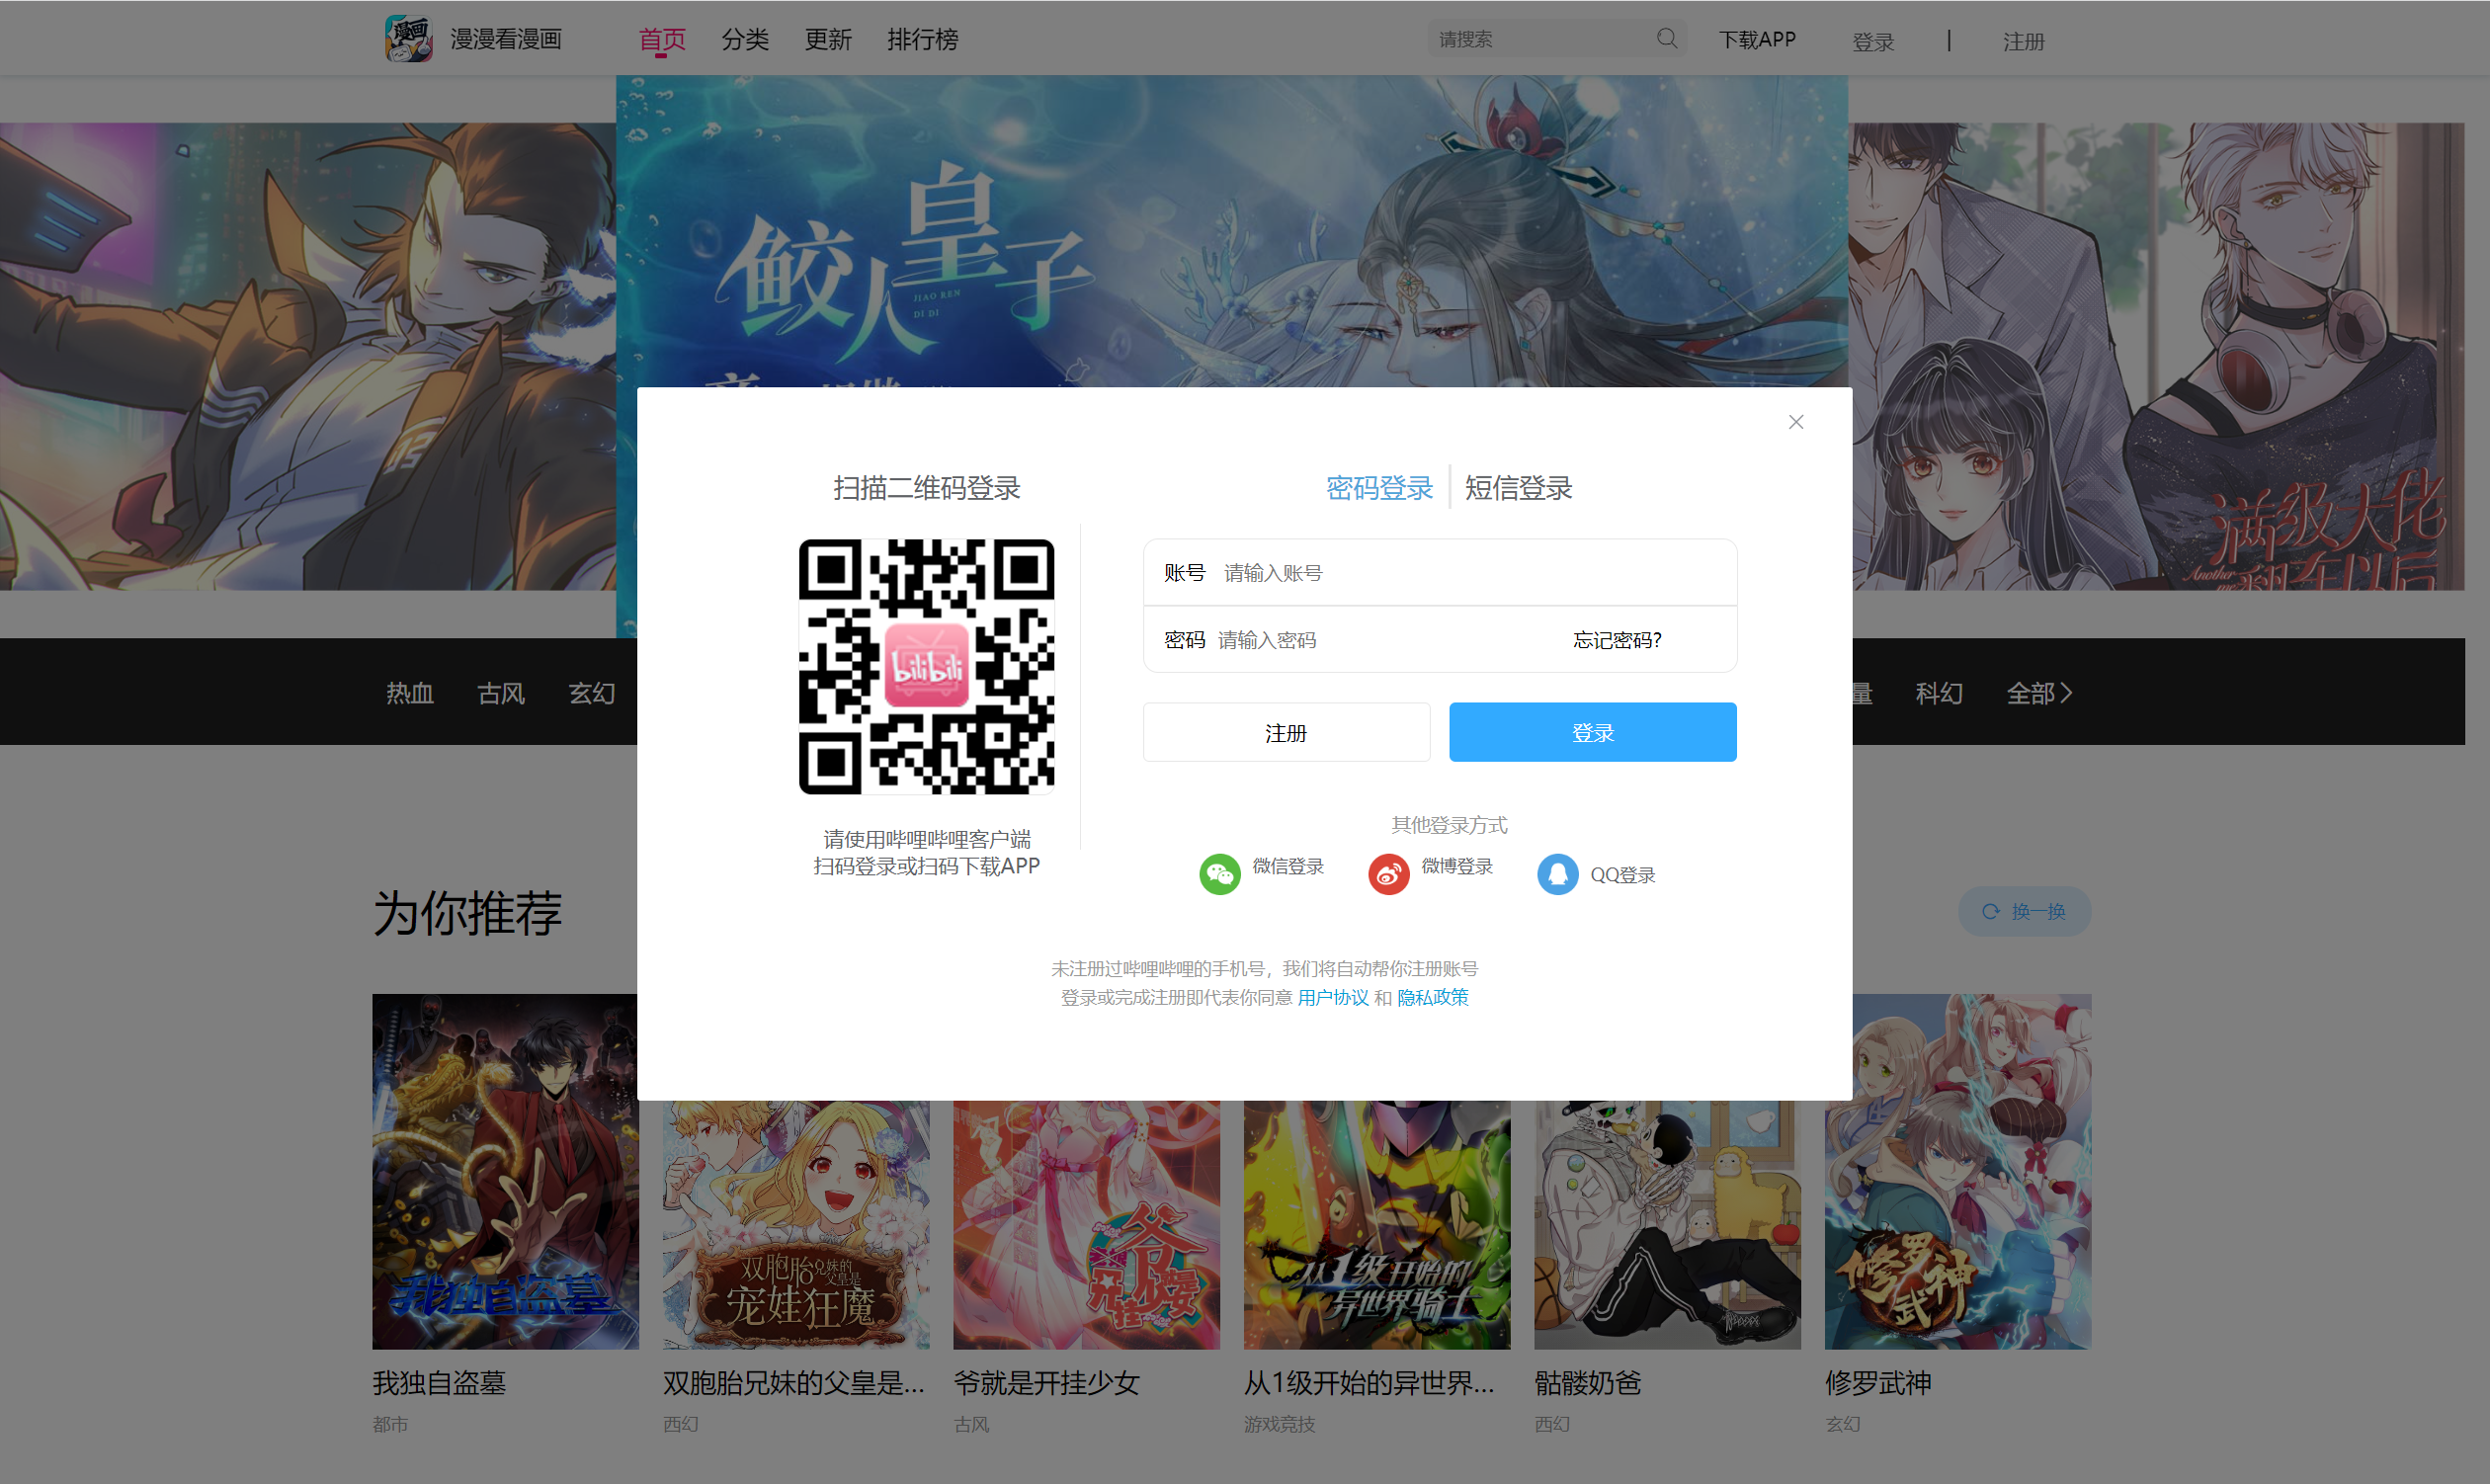 漫画
漫漫看漫画
首页
分类
更新
排行榜
请搜索
下载APP
登录
|
注册
鲛人皇子
JIAO REN
DI DI
满级大佬
翻车以后
Another
me
扫描二维码登录
密码登录
短信登录
bilibili
账号 请输入账号
密码 请输入密码 忘记密码?
注册
登录
请使用哔哩哔哩客户端
扫码登录或扫码下载APP
其他登录方式
微信登录
微博登录
QQ登录
未注册过哔哩哔哩的手机号，我们将自动帮你注册账号
登录或完成注册即代表你同意 用户协议 和 隐私政策
热血
古风
玄幻
量
科幻
全部
为你推荐
换一换
我独自盗墓
双胞胎兄妹的
父皇是
宠娃狂魔
爷
开挂少女
从1级开始的
异世界骑士
修罗
武神
我独自盗墓
双胞胎兄妹的父皇是...
爷就是开挂少女
从1级开始的异世界...
骷髅奶爸
修罗武神
都市
西幻
古风
游戏竞技
西幻
玄幻